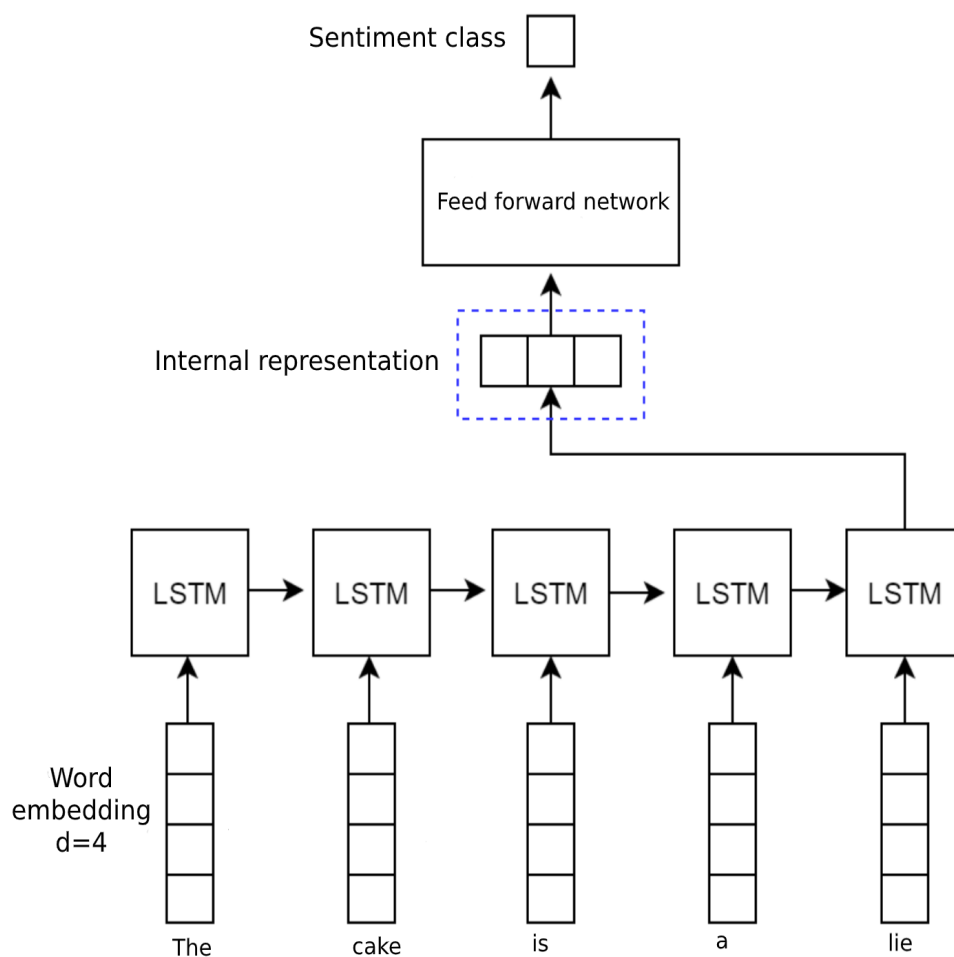 Sentiment class
Feed forward network
Internal representation
LSTM
LSTM
LSTM
LSTM
LSTM
Word
embedding
d=4
The
cake
is
a
lie